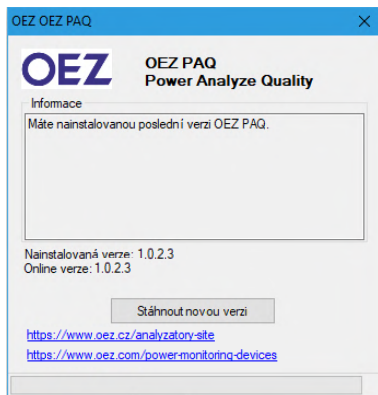 OEZ OEZ PAQ
OEZ
OEZ PAQ
Power Analyze Quality
Informace
Máte nainstalovanou poslední verzi OEZ PAQ.
Nainstalovaná verze: 1.0.2.3
Online verze: 1.0.2.3
Stáhnout novou verzi
https://www.oez.cz/analyzatory-site
https://www.oez.com/power-monitoring-devices